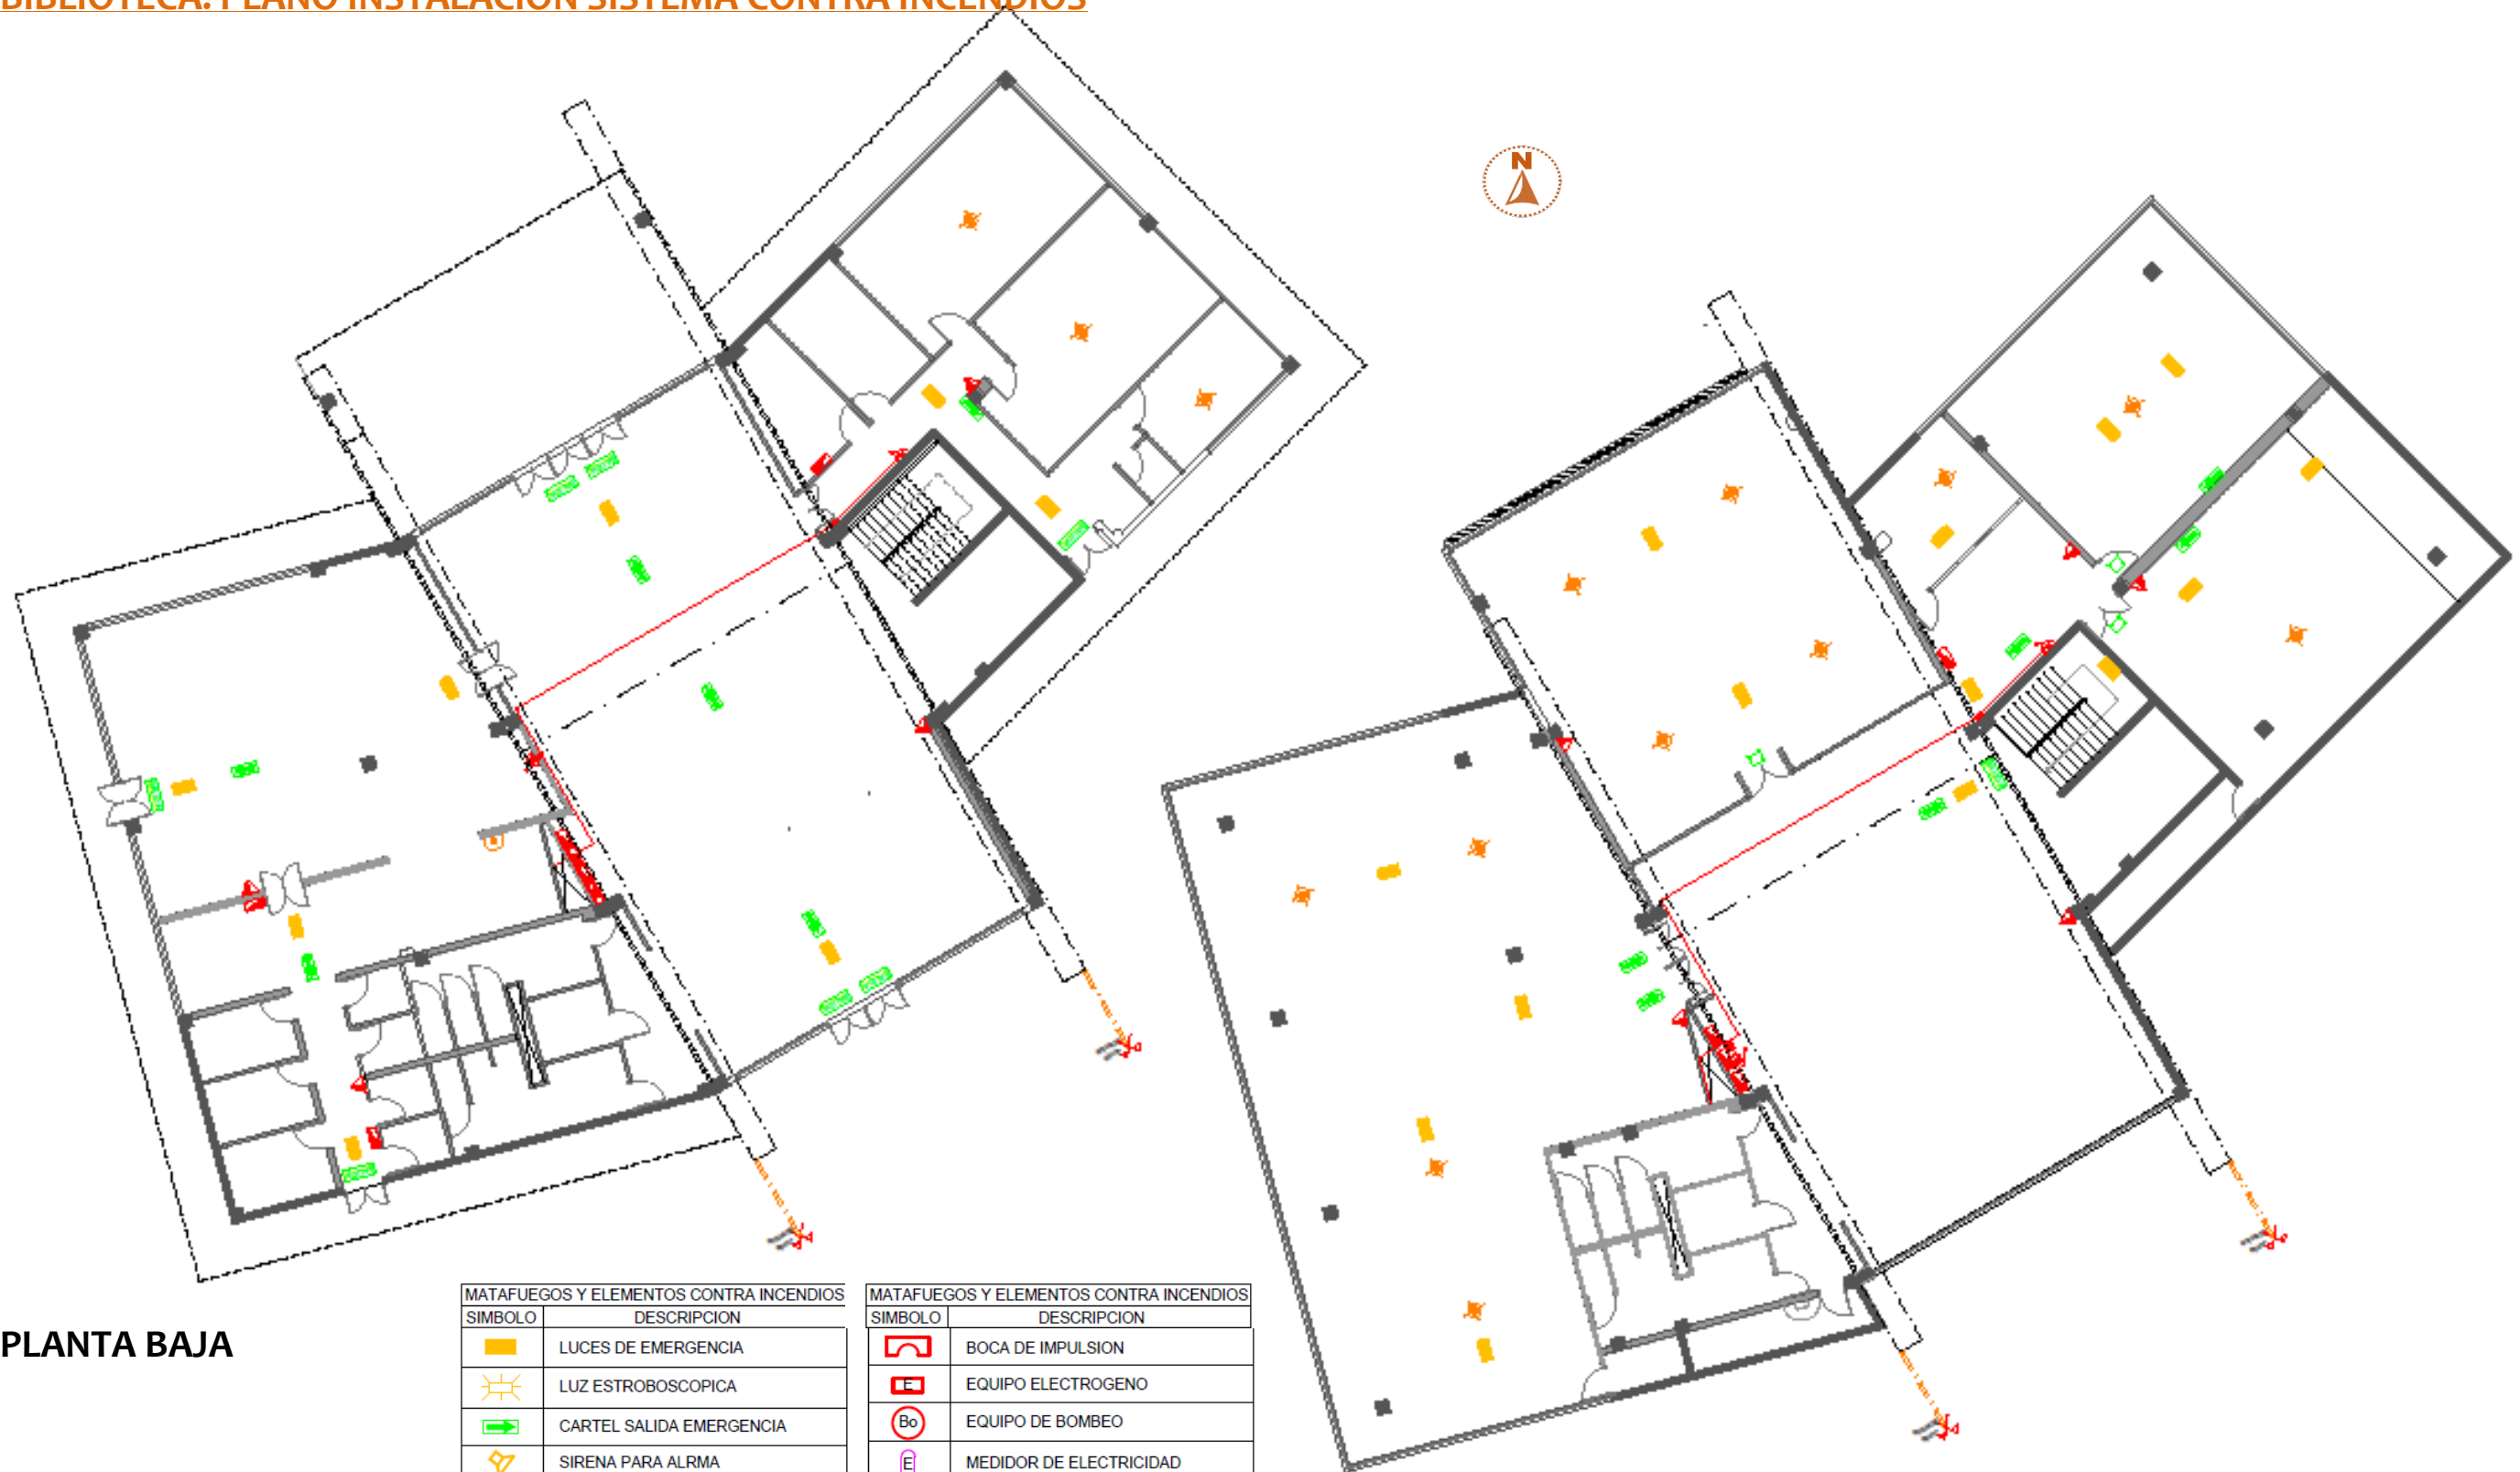 BIBLIOTECA: PLANO INSTALACION SISTEMA CONTRA INCENDIOS
N
MATAFUEGOS Y ELEMENTOS CONTRA INCENDIOS
SIMBOLO DESCRIPCION
LUCES DE EMERGENCIA
LUZ ESTROBOSCOPICA
CARTEL SALIDA EMERGENCIA
SIRENA PARA ALRMA
MATAFUEGOS Y ELEMENTOS CONTRA INCENDIOS
SIMBOLO DESCRIPCION
BOCA DE IMPULSION
E EQUIPO ELECTROGENO
Bo EQUIPO DE BOMBEO
E MEDIDOR DE ELECTRICIDAD
PLANTA BAJA